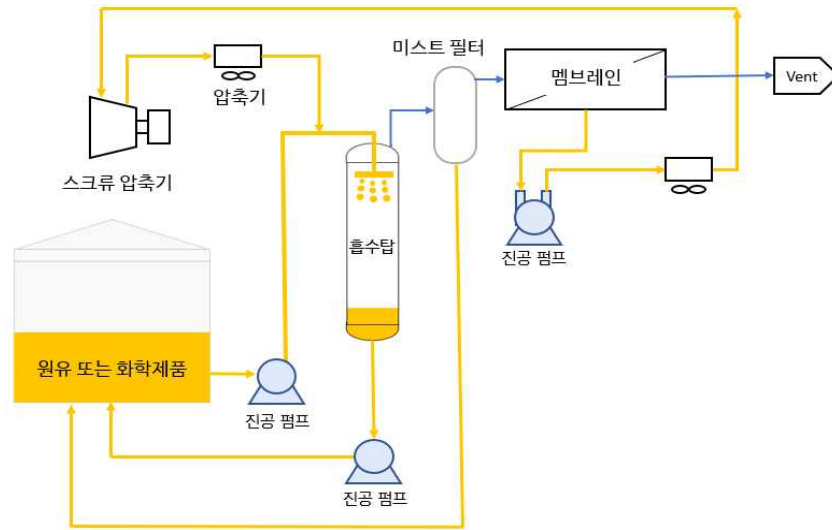 미스트 필터
멤브레인
Vent
압축기
스크류 압축기
흡수탑
진공 펌프
원유 또는 화학제품
진공 펌프
진공 펌프